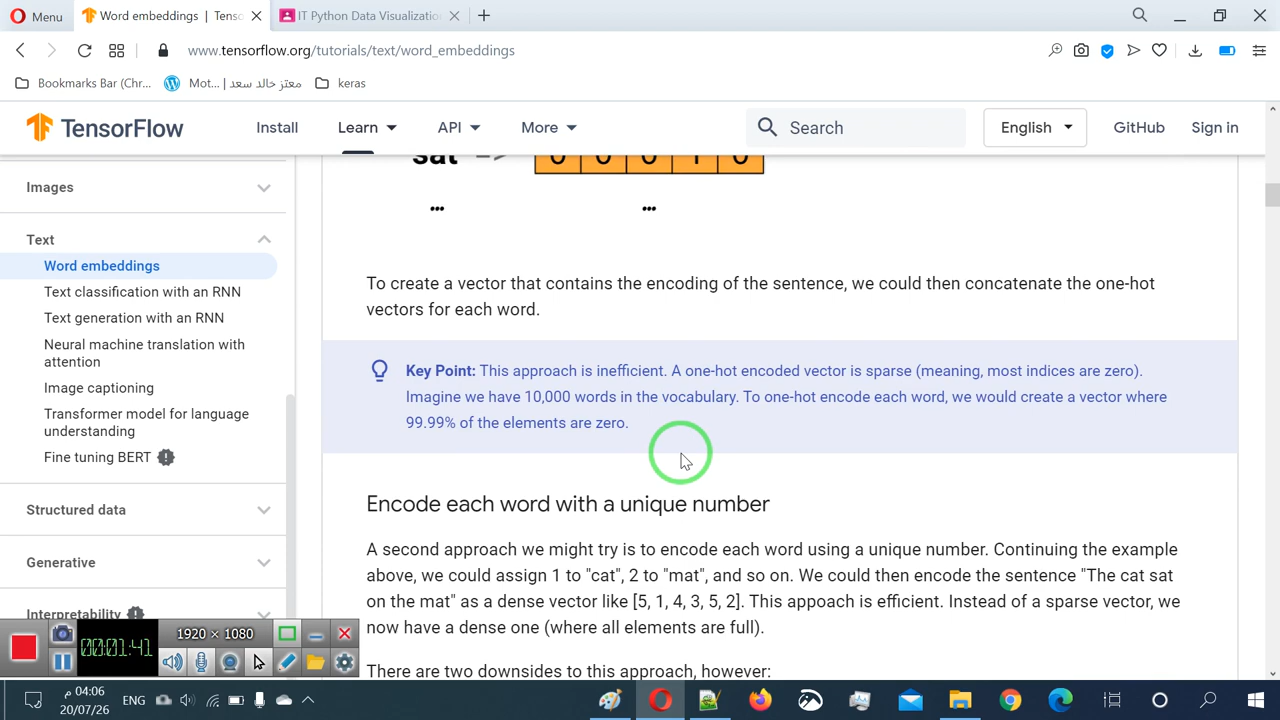 Menu
Word embeddings | Tenso
IT Python Data Visualization
www.tensorflow.org/tutorials/text/word_embeddings
Bookmarks Bar (Chr...
Mot... | معتز خالد سعد
keras
TensorFlow
Install
Learn
API
More
Search
English
GitHub
Sign in
Images
Text
Word embeddings
Text classification with an RNN
Text generation with an RNN
Neural machine translation with
attention
Image captioning
Transformer model for language
understanding
Fine tuning BERT
Structured data
Generative
Interpretability
sat => 0 0 0 1 0
... ...
To create a vector that contains the encoding of the sentence, we could then concatenate the one-hot
vectors for each word.
Key Point: This approach is inefficient. A one-hot encoded vector is sparse (meaning, most indices are zero).
Imagine we have 10,000 words in the vocabulary. To one-hot encode each word, we would create a vector where
99.99% of the elements are zero.
Encode each word with a unique number
A second approach we might try is to encode each word using a unique number. Continuing the example
above, we could assign 1 to "cat", 2 to "mat", and so on. We could then encode the sentence "The cat sat
on the mat" as a dense vector like [5, 1, 4, 3, 5, 2]. This appoach is efficient. Instead of a sparse vector, we
now have a dense one (where all elements are full).
There are two downsides to this approach, however:
00:01:41
1920 × 1080
04:06 م
20/07/26
ENG